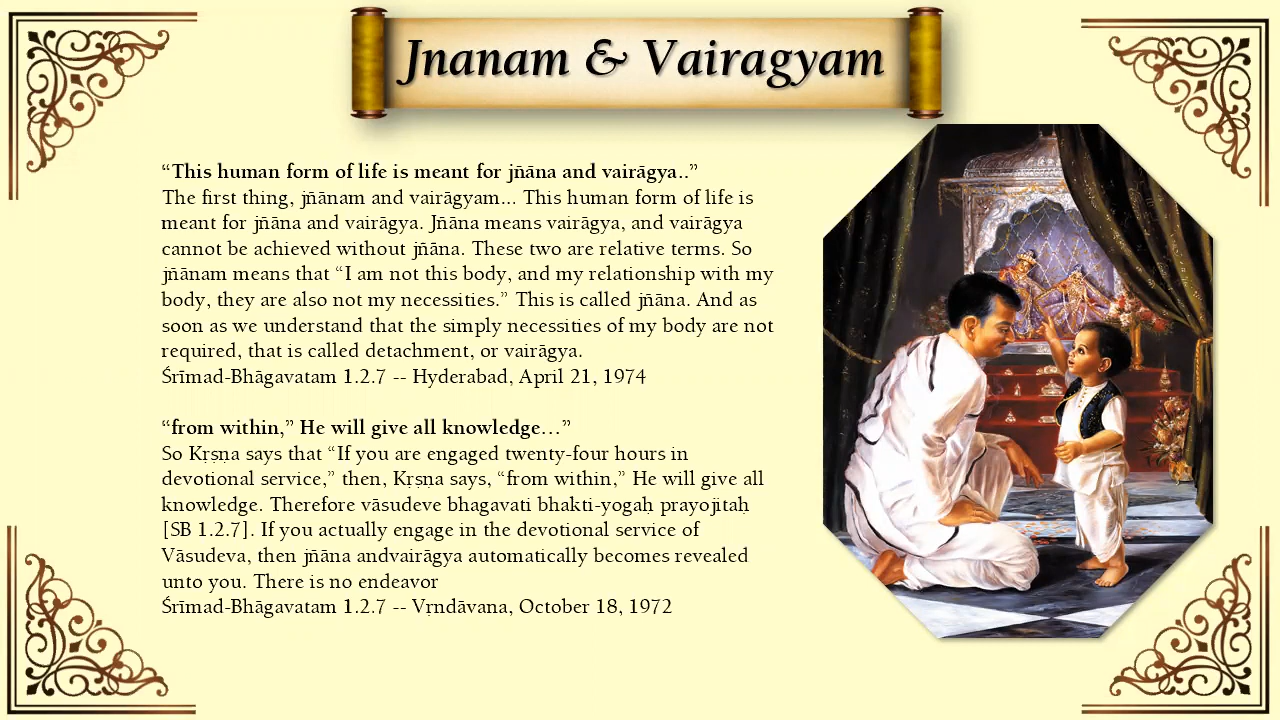 Jnanam & Vairagyam
“This human form of life is meant for jñāna and vairāgya..”
The first thing, jñānam and vairāgyam... This human form of life is
meant for jñāna and vairāgya. Jñāna means vairāgya, and vairāgya
cannot be achieved without jñāna. These two are relative terms. So
jñānam means that “I am not this body, and my relationship with my
body, they are also not my necessities.” This is called jñāna. And as
soon as we understand that the simply necessities of my body are not
required, that is called detachment, or vairāgya.
Śrīmad-Bhāgavatam 1.2.7 -- Hyderabad, April 21, 1974
“from within,” He will give all knowledge…”
So Kṛṣṇa says that “If you are engaged twenty-four hours in
devotional service,” then, Kṛṣṇa says, “from within,” He will give all
knowledge. Therefore vāsudeve bhagavati bhakti-yogaḥ prayojitaḥ
[SB 1.2.7]. If you actually engage in the devotional service of
Vāsudeva, then jñāna andvairāgya automatically becomes revealed
unto you. There is no endeavor
Śrīmad-Bhāgavatam 1.2.7 -- Vṛndāvana, October 18, 1972